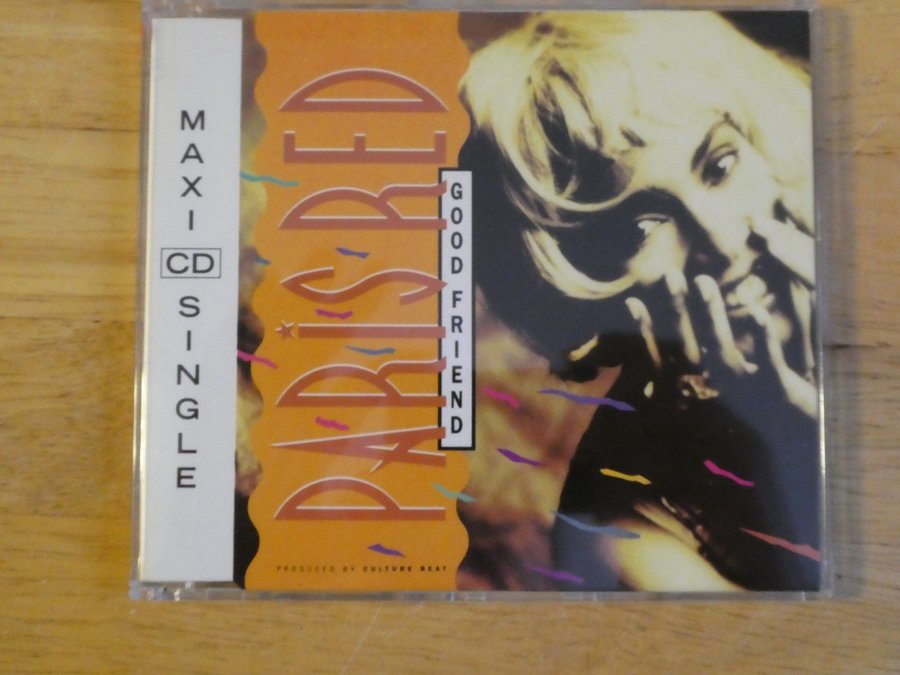 MAXI CD SINGLE
PARIS RED
GOOD FRIEND
PRODUCED BY CULTURE BEAT